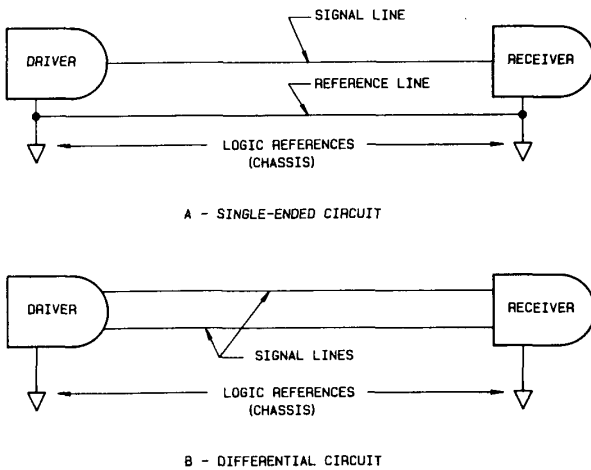 SIGNAL LINE
DRIVER
RECEIVER
REFERENCE LINE
LOGIC REFERENCES
(CHASSIS)
A - SINGLE-ENDED CIRCUIT
DRIVER
RECEIVER
SIGNAL LINES
LOGIC REFERENCES
(CHASSIS)
B - DIFFERENTIAL CIRCUIT